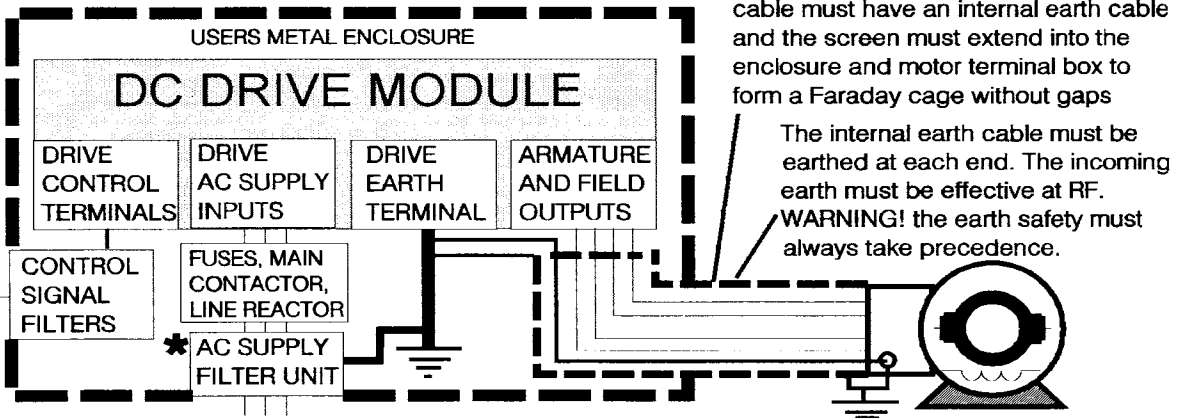 cable must have an internal earth cable
and the screen must extend into the
enclosure and motor terminal box to
form a Faraday cage without gaps
The internal earth cable must be
earthed at each end. The incoming
earth must be effective at RF.
WARNING! the earth safety must
always take precedence.
USERS METAL ENCLOSURE
DC DRIVE MODULE
DRIVE
CONTROL
TERMINALS
DRIVE
AC SUPPLY
INPUTS
DRIVE
EARTH
TERMINAL
ARMATURE
AND FIELD
OUTPUTS
CONTROL
SIGNAL
FILTERS
FUSES, MAIN
CONTACTOR,
LINE REACTOR
* AC SUPPLY
FILTER UNIT